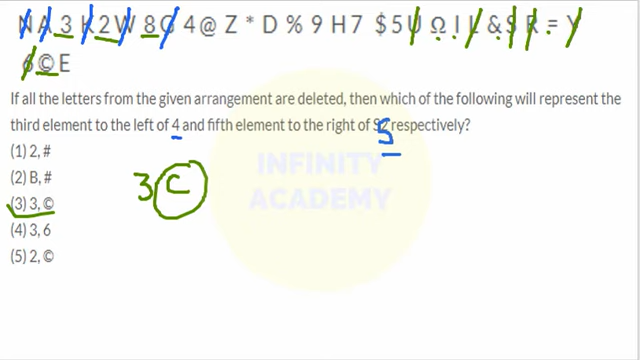 N A 3 K 2 W 8 G 4 @ Z * D % 9 H 7 $ 5 U Ω I L & S R = Y
6 © E
If all the letters from the given arrangement are deleted, then which of the following will represent the
third element to the left of 4 and fifth element to the right of 5 respectively?
(1) 2, #
(2) B, #
(3) 3, ©
(4) 3, 6
(5) 2, ©
3 C
INFINITY
ACADEMY